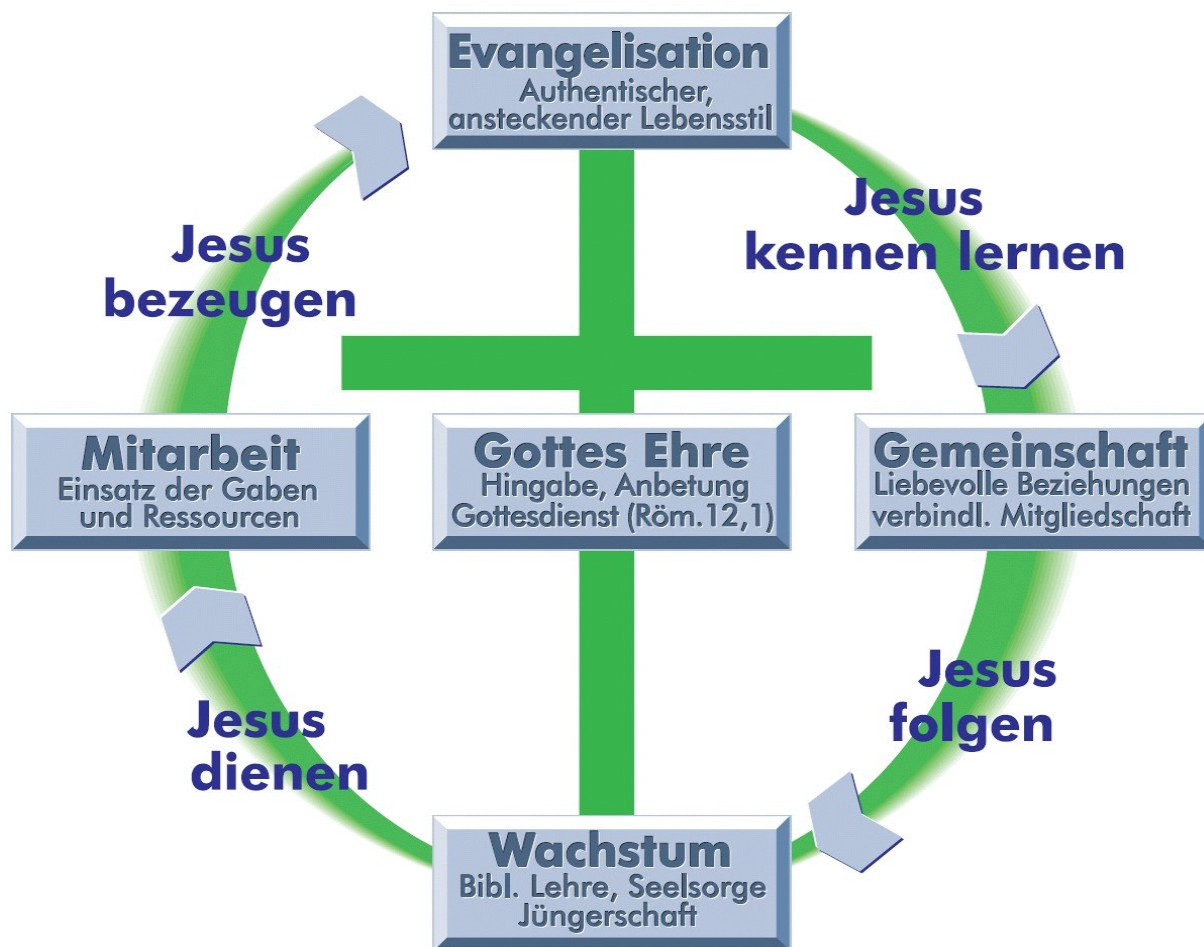 Evangelisation
Authentischer,
ansteckender Lebensstil
Jesus
kennen lernen
Jesus
bezeugen
Mitarbeit
Einsatz der Gaben
und Ressourcen
Gottes Ehre
Hingabe, Anbetung
Gottesdienst (Röm.12,1)
Gemeinschaft
Liebevolle Beziehungen
verbindl. Mitgliedschaft
Jesus
folgen
Jesus
dienen
Wachstum
Bibl. Lehre, Seelsorge
Jüngerschaft